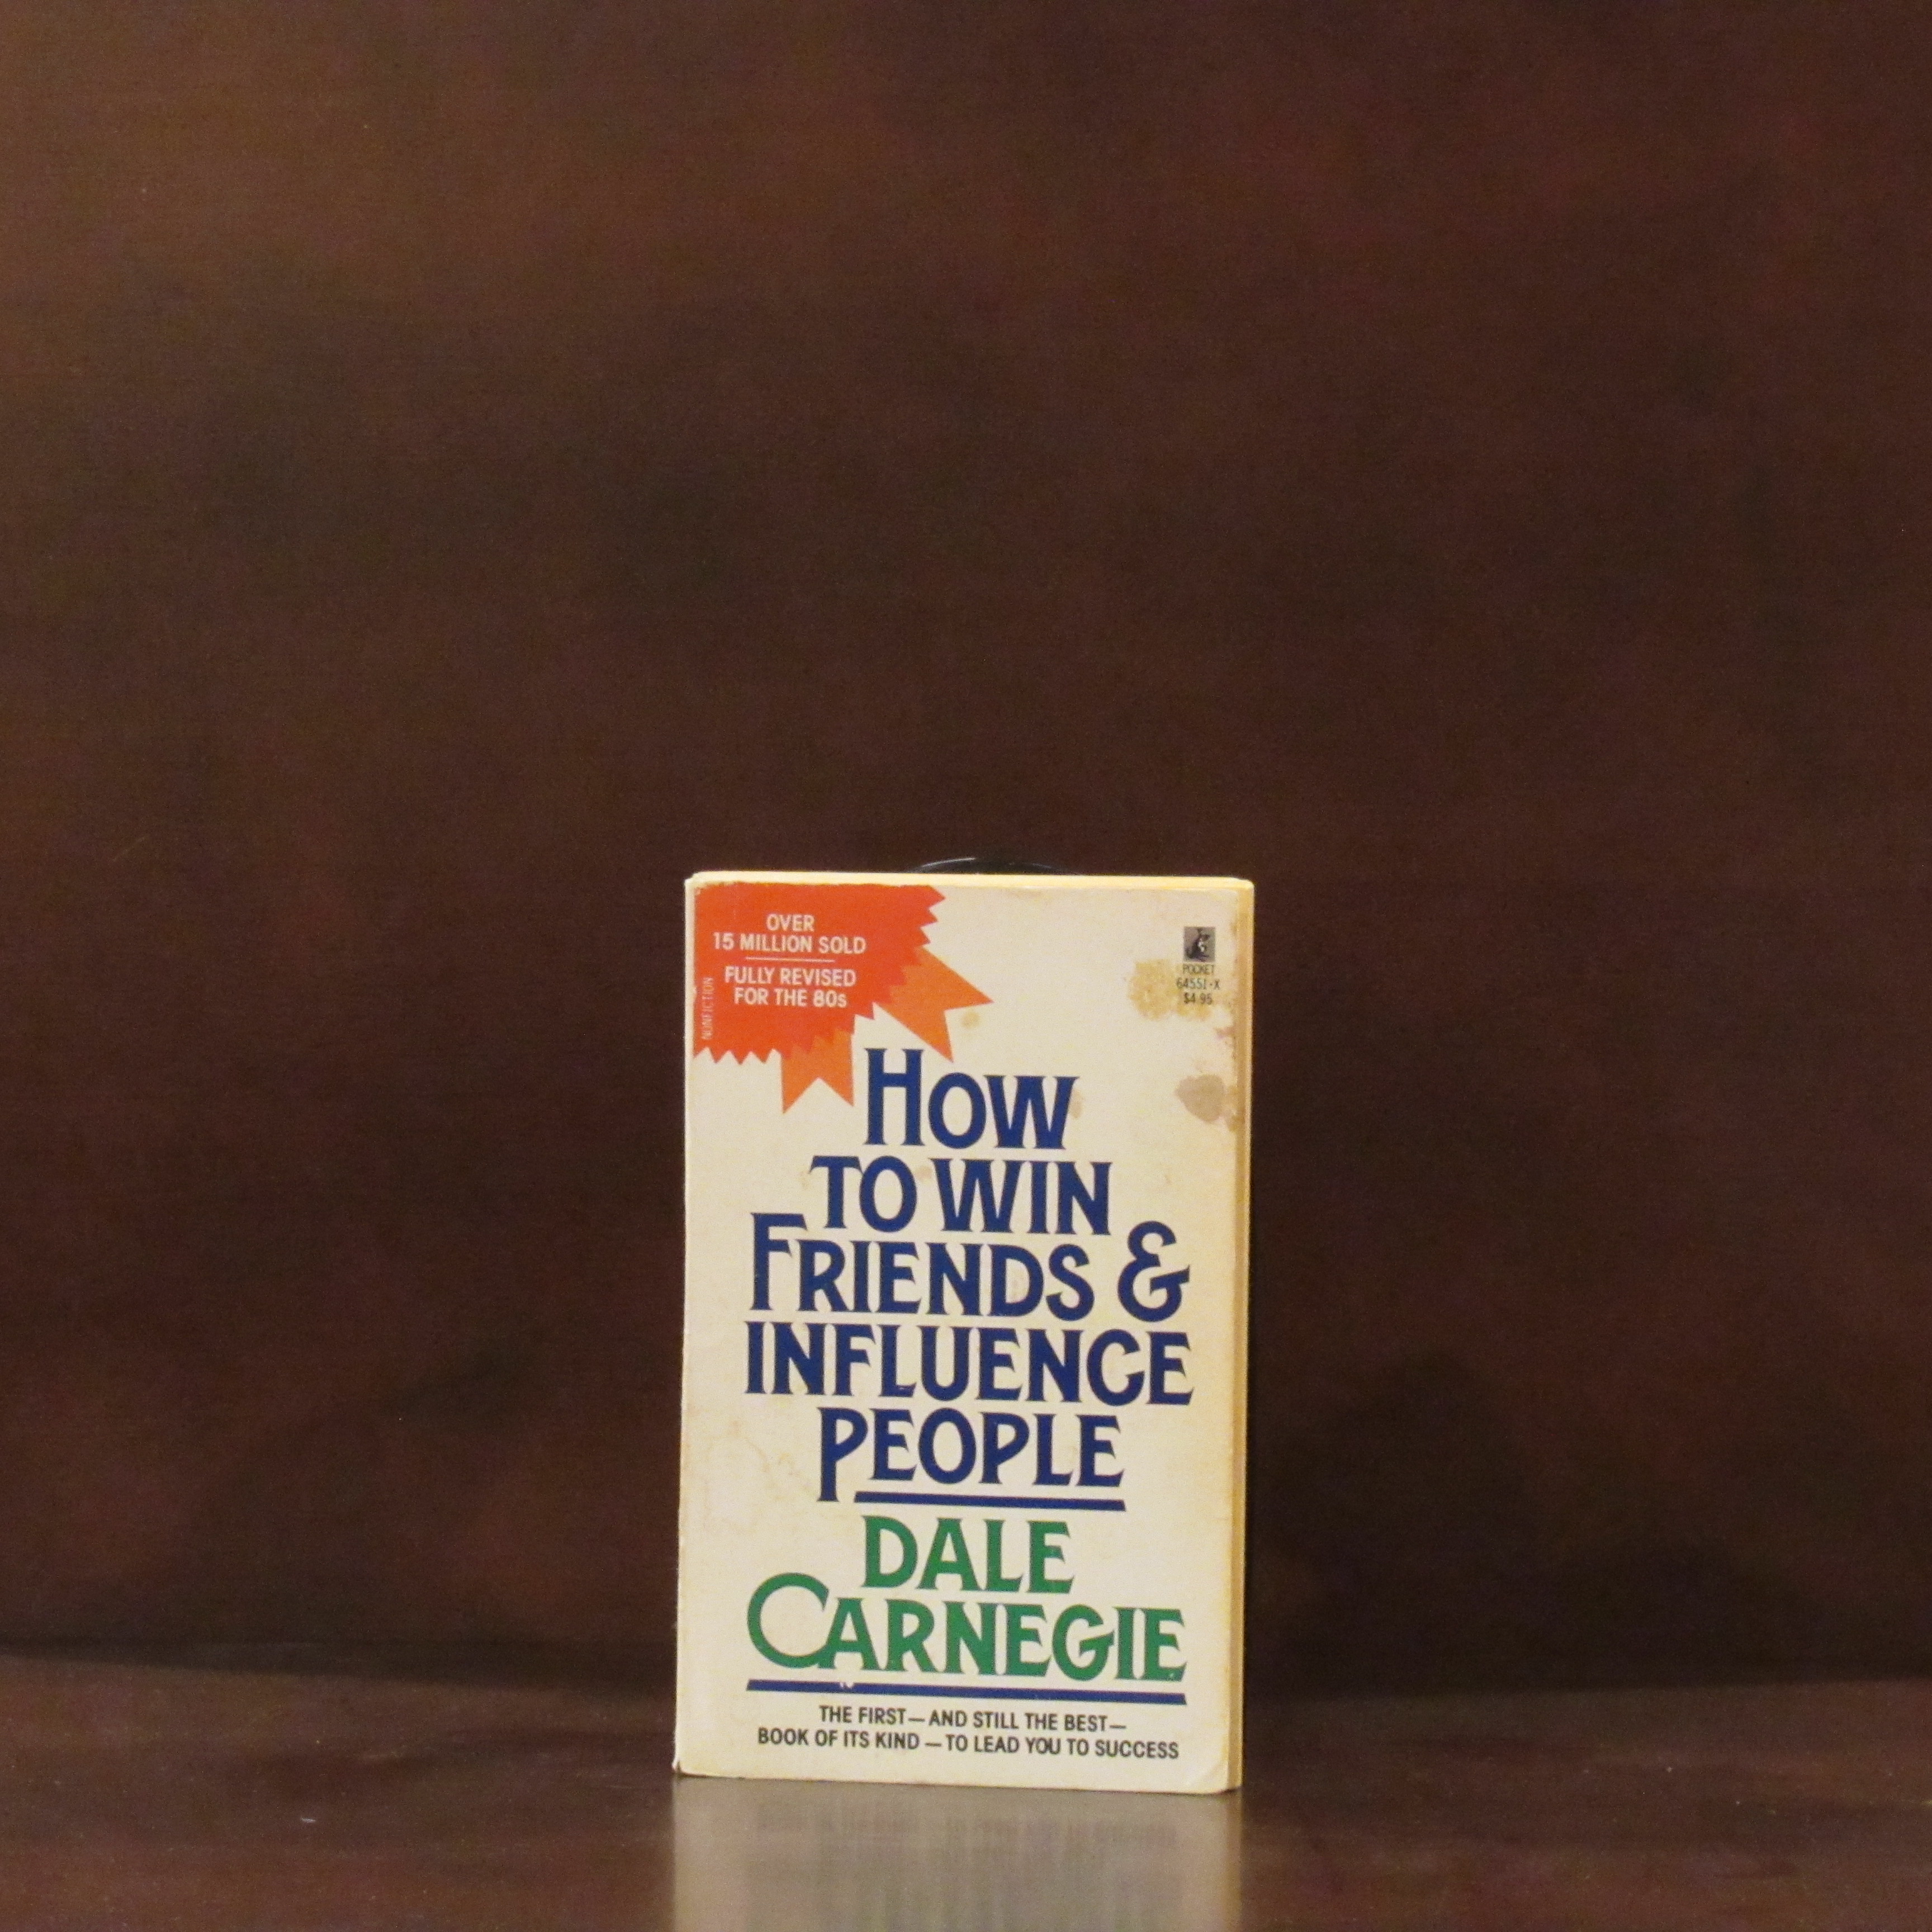 OVER
15 MILLION SOLD
FULLY REVISED
FOR THE 80s
NONFICTION
POCKET
64551-X
$4.95
HOW
TO WIN
FRIENDS &
INFLUENCE
PEOPLE
DALE
CARNEGIE
THE FIRST—AND STILL THE BEST—
BOOK OF ITS KIND—TO LEAD YOU TO SUCCESS